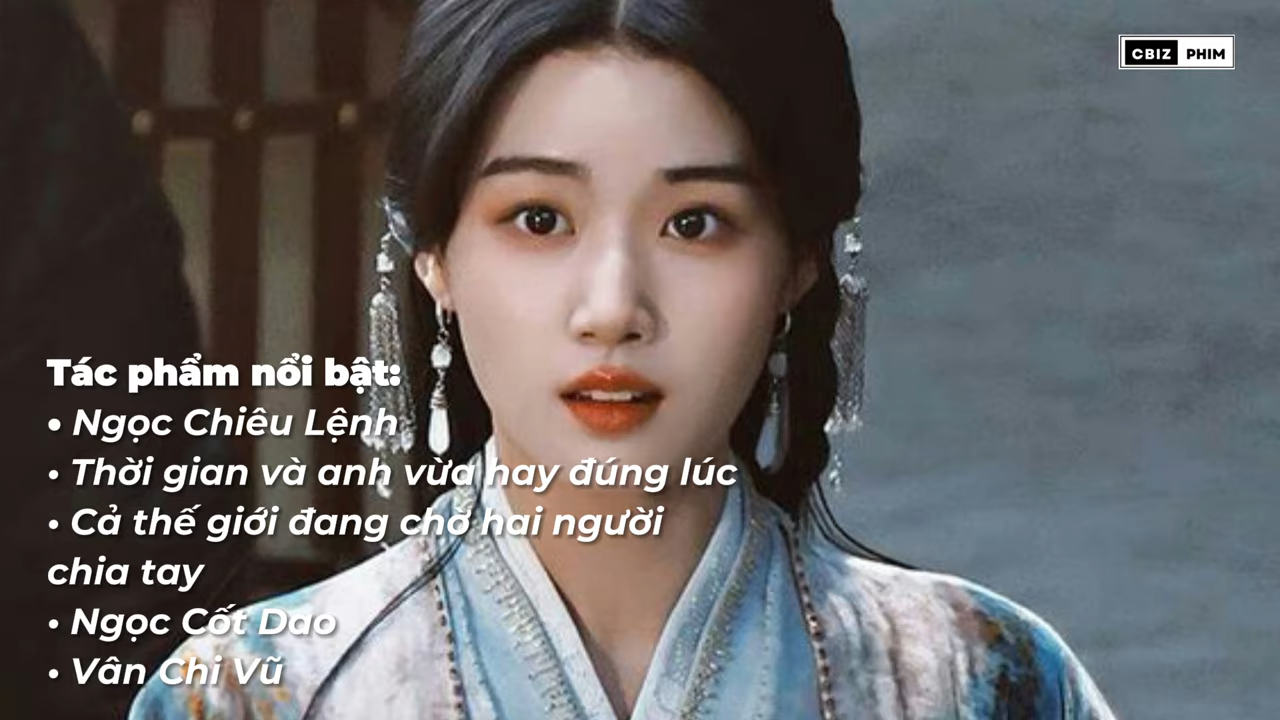 CBIZ PHIM
Tác phẩm nổi bật:
• Ngọc Chiêu Lệnh
• Thời gian và anh vừa hay đúng lúc
• Cả thế giới đang chờ hai người
chia tay
• Ngọc Cốt Dao
• Vân Chi Vũ